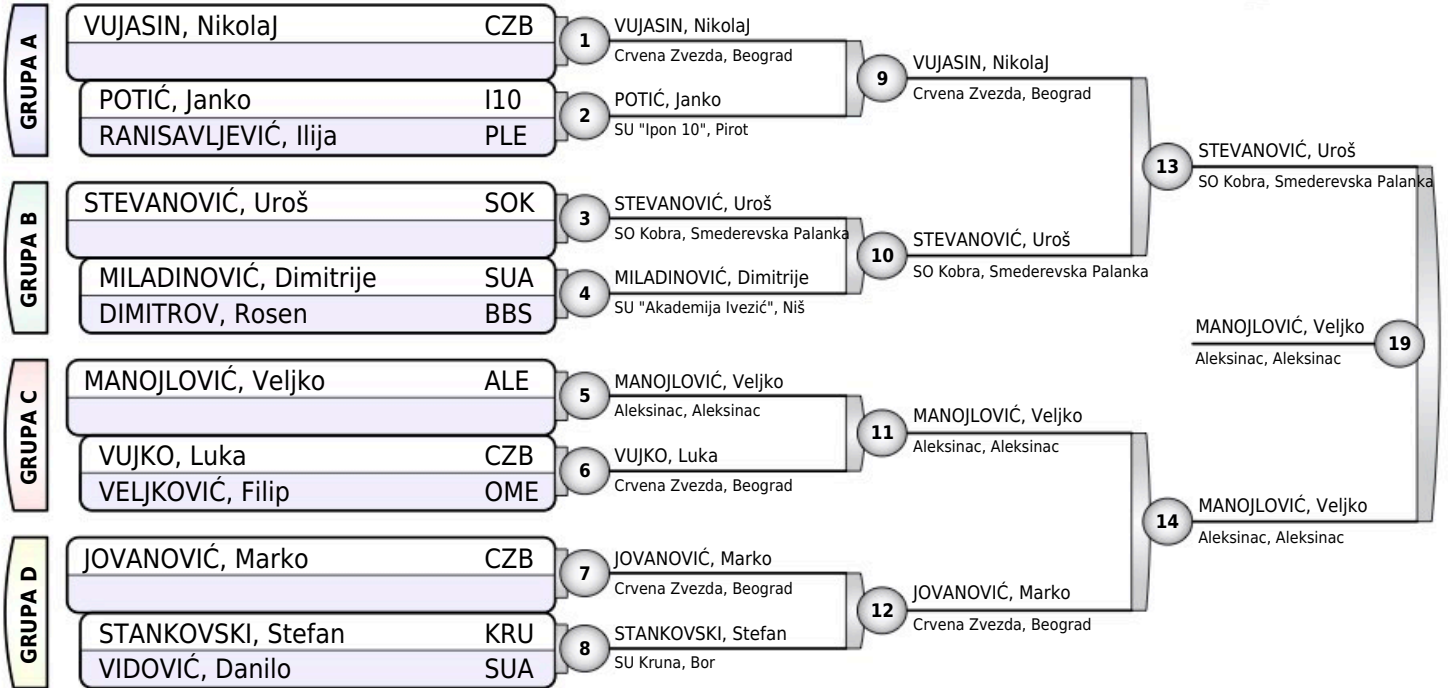 GRUPA A
VUJASIN, NikolaJ CZB
POTIĆ, Janko I10
RANISAVLJEVIĆ, Ilija PLE
GRUPA B
STEVANOVIĆ, Uroš SOK
MILADINOVIĆ, Dimitrije SUA
DIMITROV, Rosen BBS
GRUPA C
MANOJLOVIĆ, Veljko ALE
VUJKO, Luka CZB
VELJKOVIĆ, Filip OME
GRUPA D
JOVANOVIĆ, Marko CZB
STANKOVSKI, Stefan KRU
VIDOVIĆ, Danilo SUA
1
VUJASIN, NikolaJ
Crvena Zvezda, Beograd
2
POTIĆ, Janko
SU "Ipon 10", Pirot
3
STEVANOVIĆ, Uroš
SO Kobra, Smederevska Palanka
4
MILADINOVIĆ, Dimitrije
SU "Akademija Ivezić", Niš
5
MANOJLOVIĆ, Veljko
Aleksinac, Aleksinac
6
VUJKO, Luka
Crvena Zvezda, Beograd
7
JOVANOVIĆ, Marko
Crvena Zvezda, Beograd
8
STANKOVSKI, Stefan
SU Kruna, Bor
9
VUJASIN, NikolaJ
Crvena Zvezda, Beograd
10
STEVANOVIĆ, Uroš
SO Kobra, Smederevska Palanka
11
MANOJLOVIĆ, Veljko
Aleksinac, Aleksinac
12
JOVANOVIĆ, Marko
Crvena Zvezda, Beograd
13
STEVANOVIĆ, Uroš
SO Kobra, Smederevska Palanka
14
MANOJLOVIĆ, Veljko
Aleksinac, Aleksinac
MANOJLOVIĆ, Veljko
Aleksinac, Aleksinac
19